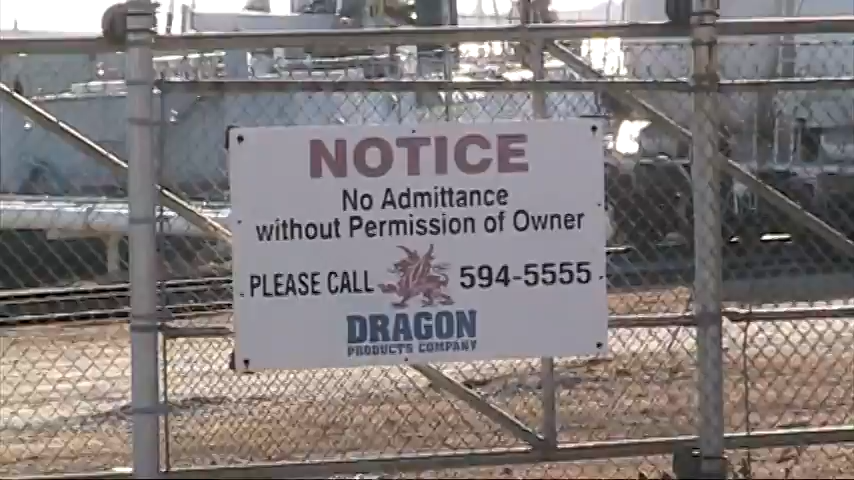 NOTICE
No Admittance
without Permission of Owner
PLEASE CALL 594-5555
DRAGON
PRODUCTS COMPANY